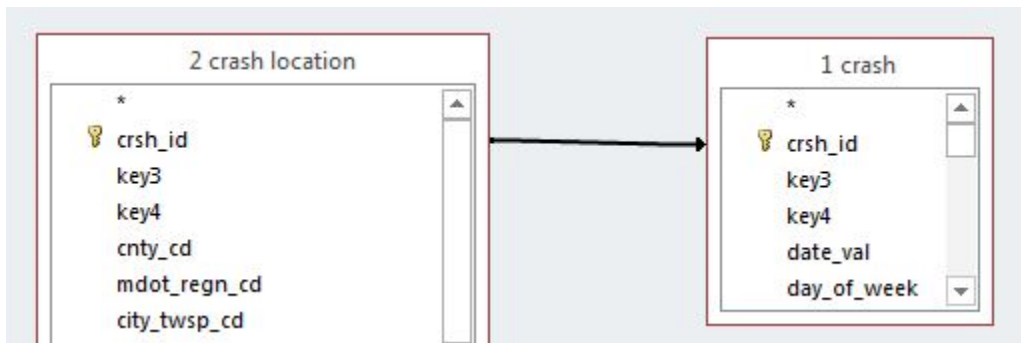 2 crash location
*
crsh_id
key3
key4
cnty_cd
mdot_regn_cd
city_twsp_cd
1 crash
*
crsh_id
key3
key4
date_val
day_of_week